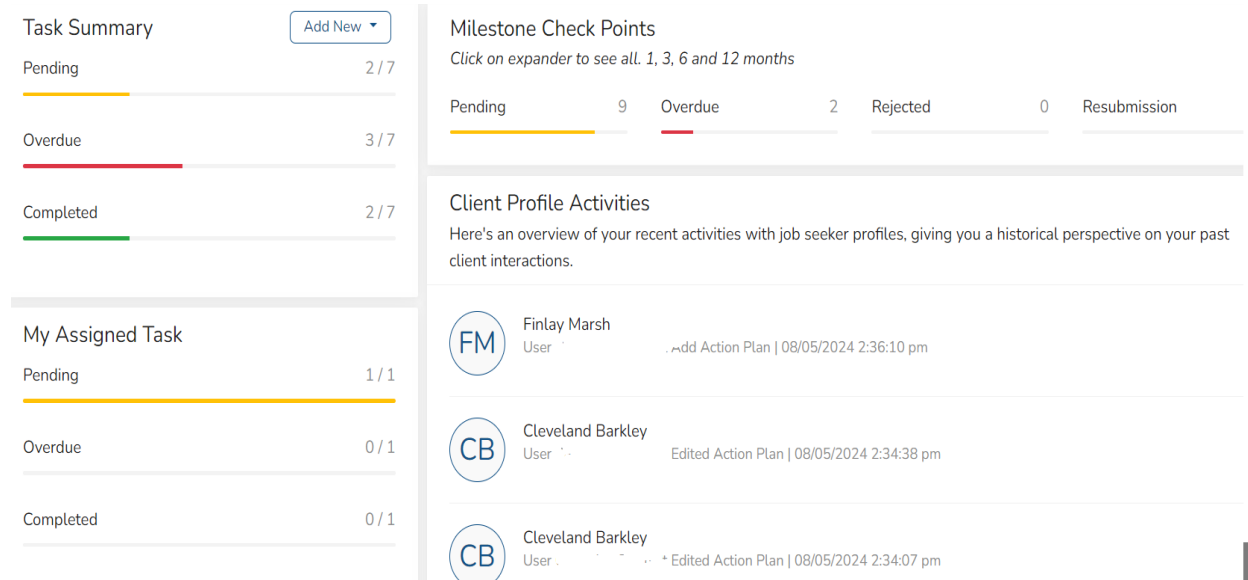 Task Summary
Add New
Pending 2 / 7
Overdue 3 / 7
Completed 2 / 7
My Assigned Task
Pending 1 / 1
Overdue 0 / 1
Completed 0 / 1
Milestone Check Points
Click on expander to see all. 1, 3, 6 and 12 months
Pending 9 Overdue 2 Rejected 0 Resubmission
Client Profile Activities
Here's an overview of your recent activities with job seeker profiles, giving you a historical perspective on your past
client interactions.
FM
Finlay Marsh
User Add Action Plan | 08/05/2024 2:36:10 pm
CB
Cleveland Barkley
User Edited Action Plan | 08/05/2024 2:34:38 pm
CB
Cleveland Barkley
User Edited Action Plan | 08/05/2024 2:34:07 pm